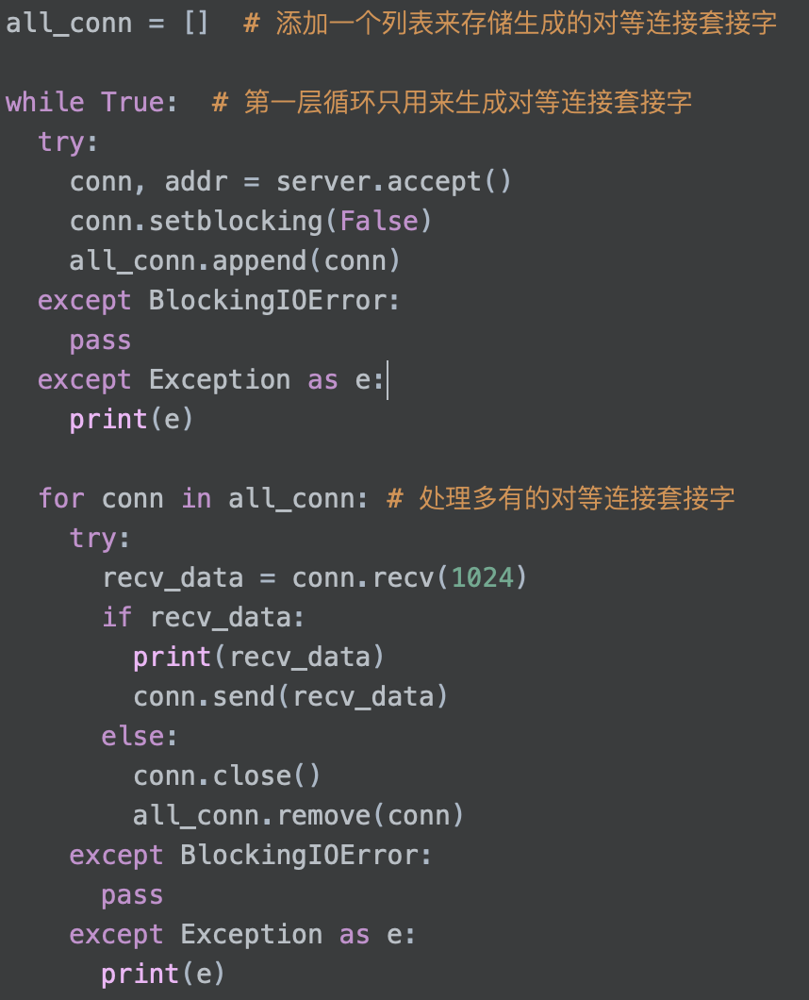 all_conn = []  # 添加一个列表来存储生成的对等连接套接字

while True:  # 第一层循环只用来生成对等连接套接字
  try:
    conn, addr = server.accept()
    conn.setblocking(False)
    all_conn.append(conn)
  except BlockingIOError:
    pass
  except Exception as e:
    print(e)

  for conn in all_conn: # 处理多有的对等连接套接字
    try:
      recv_data = conn.recv(1024)
      if recv_data:
        print(recv_data)
        conn.send(recv_data)
      else:
        conn.close()
        all_conn.remove(conn)
    except BlockingIOError:
      pass
    except Exception as e:
      print(e)